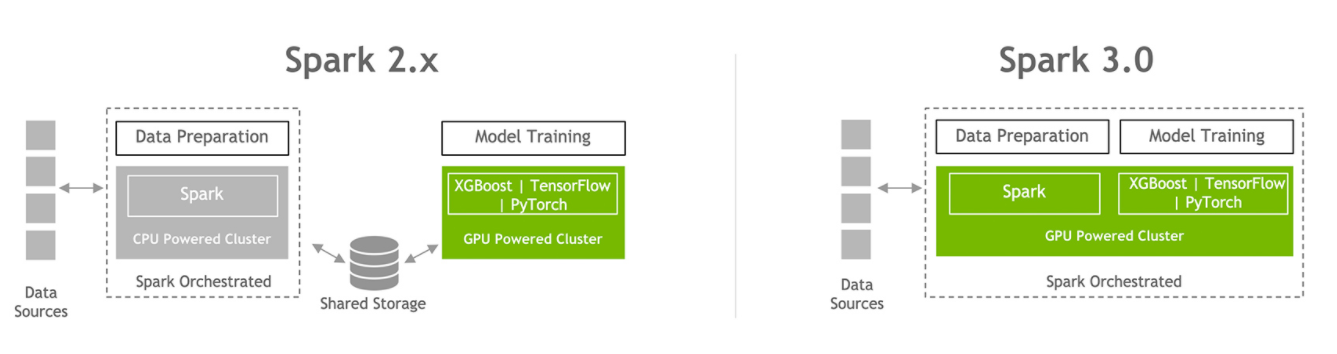 Spark 2.x
Data Preparation
Spark
CPU Powered Cluster
Spark Orchestrated
Data
Sources
Shared Storage
Model Training
XGBoost | TensorFlow
| PyTorch
GPU Powered Cluster
Spark 3.0
Data Preparation
Model Training
Spark
XGBoost | TensorFlow
| PyTorch
GPU Powered Cluster
Spark Orchestrated
Data
Sources